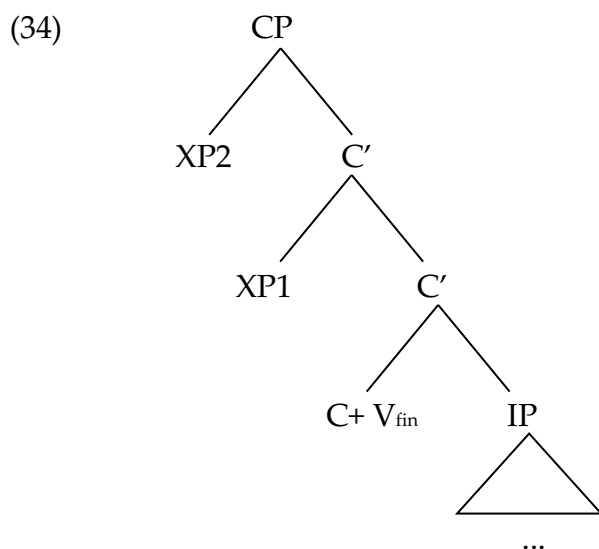 (34) CP
XP2 C′
XP1 C′
C+ Vfin IP
...